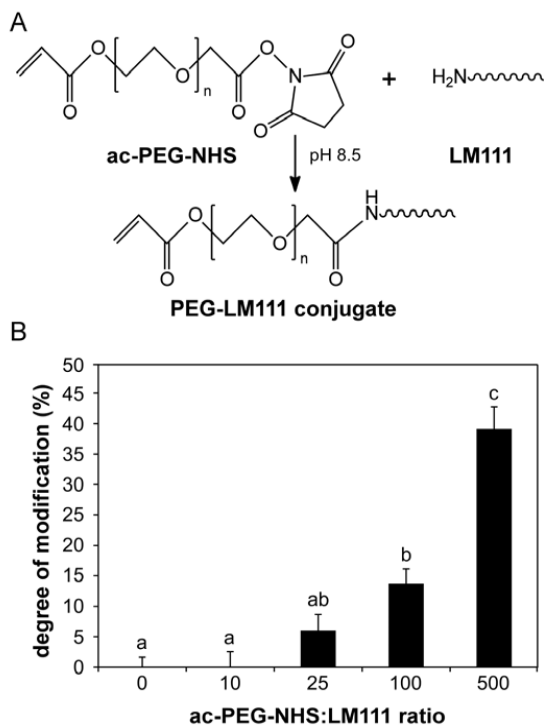 A
O
O
n
O
O
O
N
O
O
+
H₂N
ac-PEG-NHS
pH 8.5
LM111
O
O
n
O
O
H
N
PEG-LM111 conjugate
B
degree of modification (%)
50
45
40
35
30
25
20
15
10
5
0
a
a
ab
b
c
0 10 25 100 500
ac-PEG-NHS:LM111 ratio